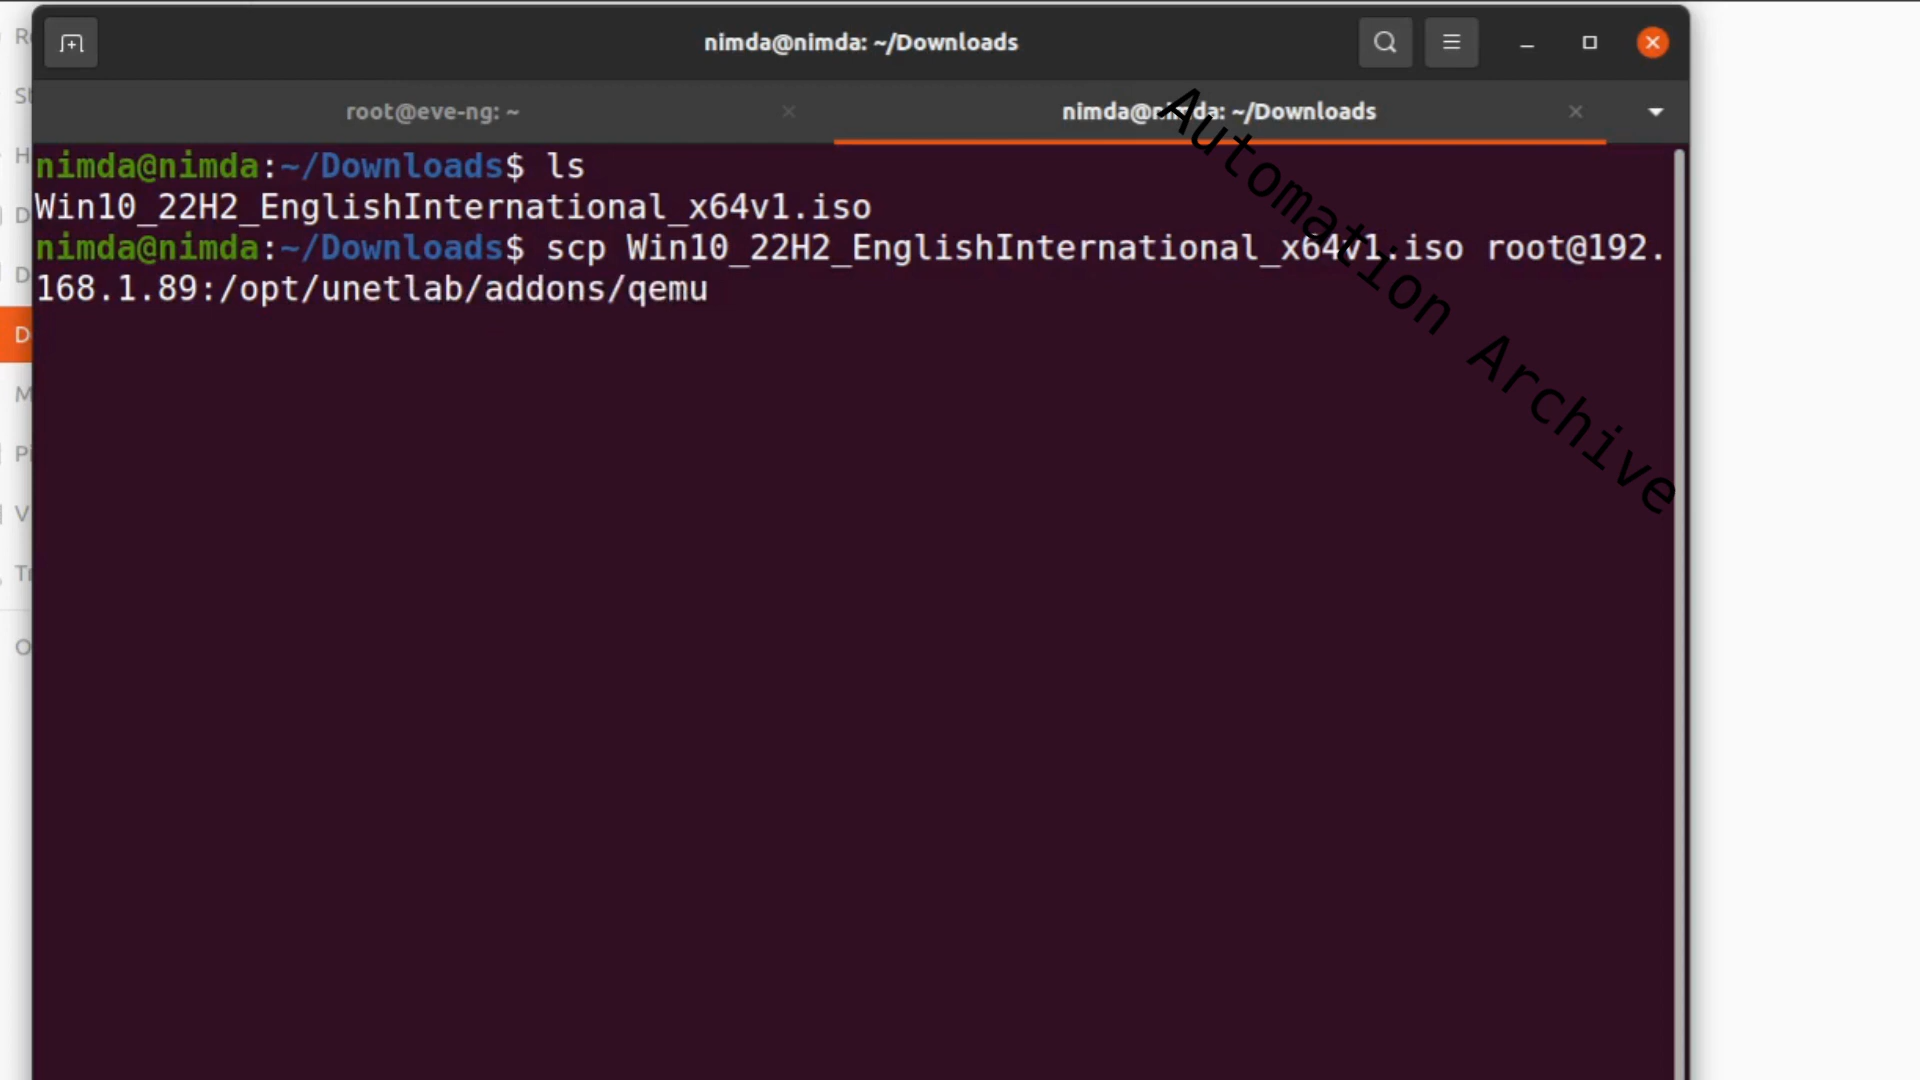 nimda@nimda: ~/Downloads
root@eve-ng: ~
nimda@nimda: ~/Downloads
nimda@nimda:~/Downloads$ ls
Win10_22H2_EnglishInternational_x64v1.iso
nimda@nimda:~/Downloads$ scp Win10_22H2_EnglishInternational_x64v1.iso root@192.
168.1.89:/opt/unetlab/addons/qemu
Automation Archive